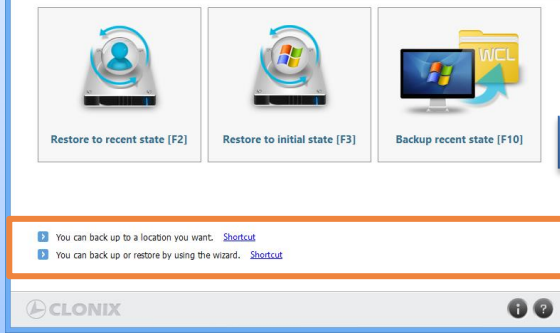 WCL
Restore to recent state [F2]
Restore to initial state [F3]
Backup recent state [F10]
You can back up to a location you want. Shortcut
You can back up or restore by using the wizard. Shortcut
CLONIX
i ?